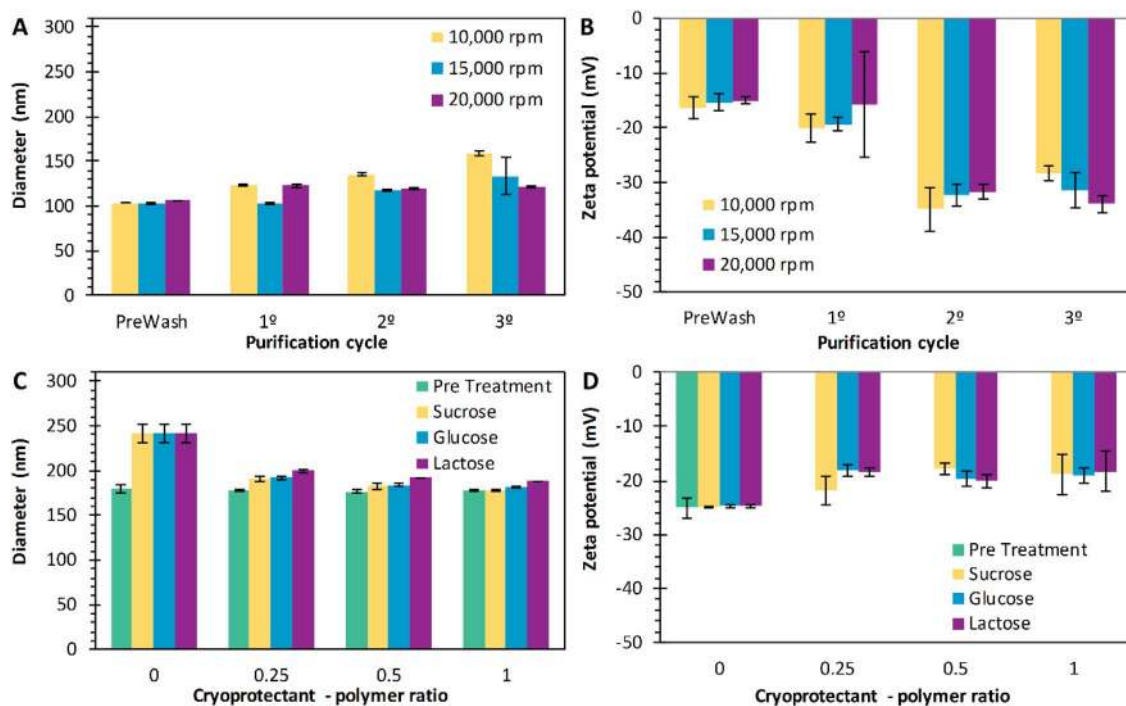 A
Diameter (nm)
300
250
200
150
100
50
0
10,000 rpm
15,000 rpm
20,000 rpm
PreWash 1º 2º 3º
Purification cycle
B
Zeta potential (mV)
0
-10
-20
-30
-40
-50
10,000 rpm
15,000 rpm
20,000 rpm
PreWash 1º 2º 3º
Purification cycle
C
Diameter (nm)
300
250
200
150
100
50
0
Pre Treatment
Sucrose
Glucose
Lactose
0 0.25 0.5 1
Cryoprotectant - polymer ratio
D
Zeta potential (mV)
0
-10
-20
-30
-40
-50
Pre Treatment
Sucrose
Glucose
Lactose
0 0.25 0.5 1
Cryoprotectant - polymer ratio